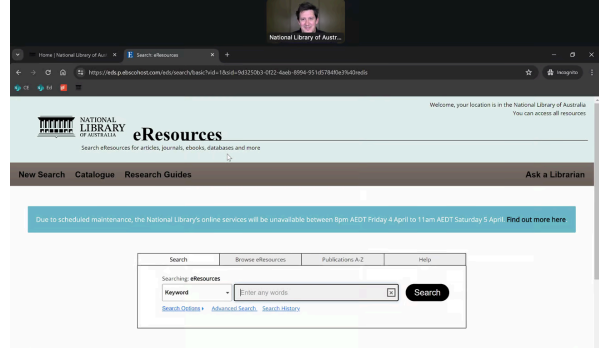 National Library of Austr...
Home | National Library of Aust
Search: eResources
https://eds.p.ebscohost.com/eds/search/basic?vid=1&sid=9d3250b3-0f22-4aeb-8994-951d5784f0e3%40redis
Incognito
CS
Ed
Welcome, your location is in the National Library of Australia
You can access all resources
NATIONAL
LIBRARY
OF AUSTRALIA
eResources
Search eResources for articles, journals, ebooks, databases and more
New Search Catalogue Research Guides Ask a Librarian
Due to scheduled maintenance, the National Library's online services will be unavailable between 8pm AEDT Friday 4 April to 11am AEDT Saturday 5 April Find out more here
Search Browse eResources Publications A-Z Help
Searching: eResources
Keyword Enter any words Search
Search Options Advanced Search Search History